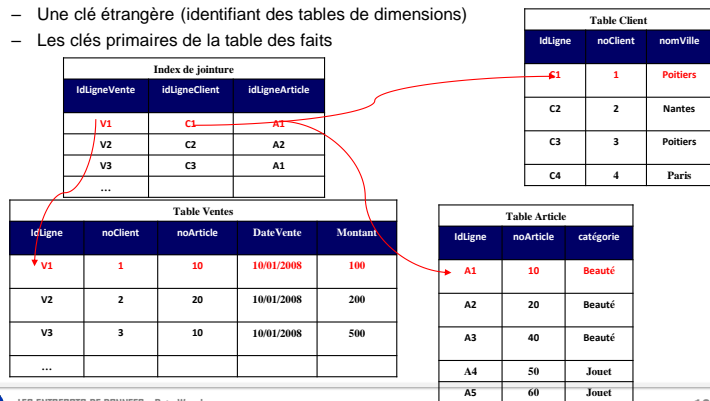 – Une clé étrangère (identifiant des tables de dimensions)
– Les clés primaires de la table des faits
Table Client
IdLigne noClient nomVille
C1 1 Poitiers
C2 2 Nantes
C3 3 Poitiers
C4 4 Paris
Index de jointure
IdLigneVente idLigneClient idLigneArticle
V1 C1 A1
V2 C2 A2
V3 C3 A1
...
Table Ventes
IdLigne noClient noArticle DateVente Montant
V1 1 10 10/01/2008 100
V2 2 20 10/01/2008 200
V3 3 10 10/01/2008 500
...
Table Article
IdLigne noArticle catégorie
A1 10 Beauté
A2 20 Beauté
A3 40 Beauté
A4 50 Jouet
A5 60 Jouet